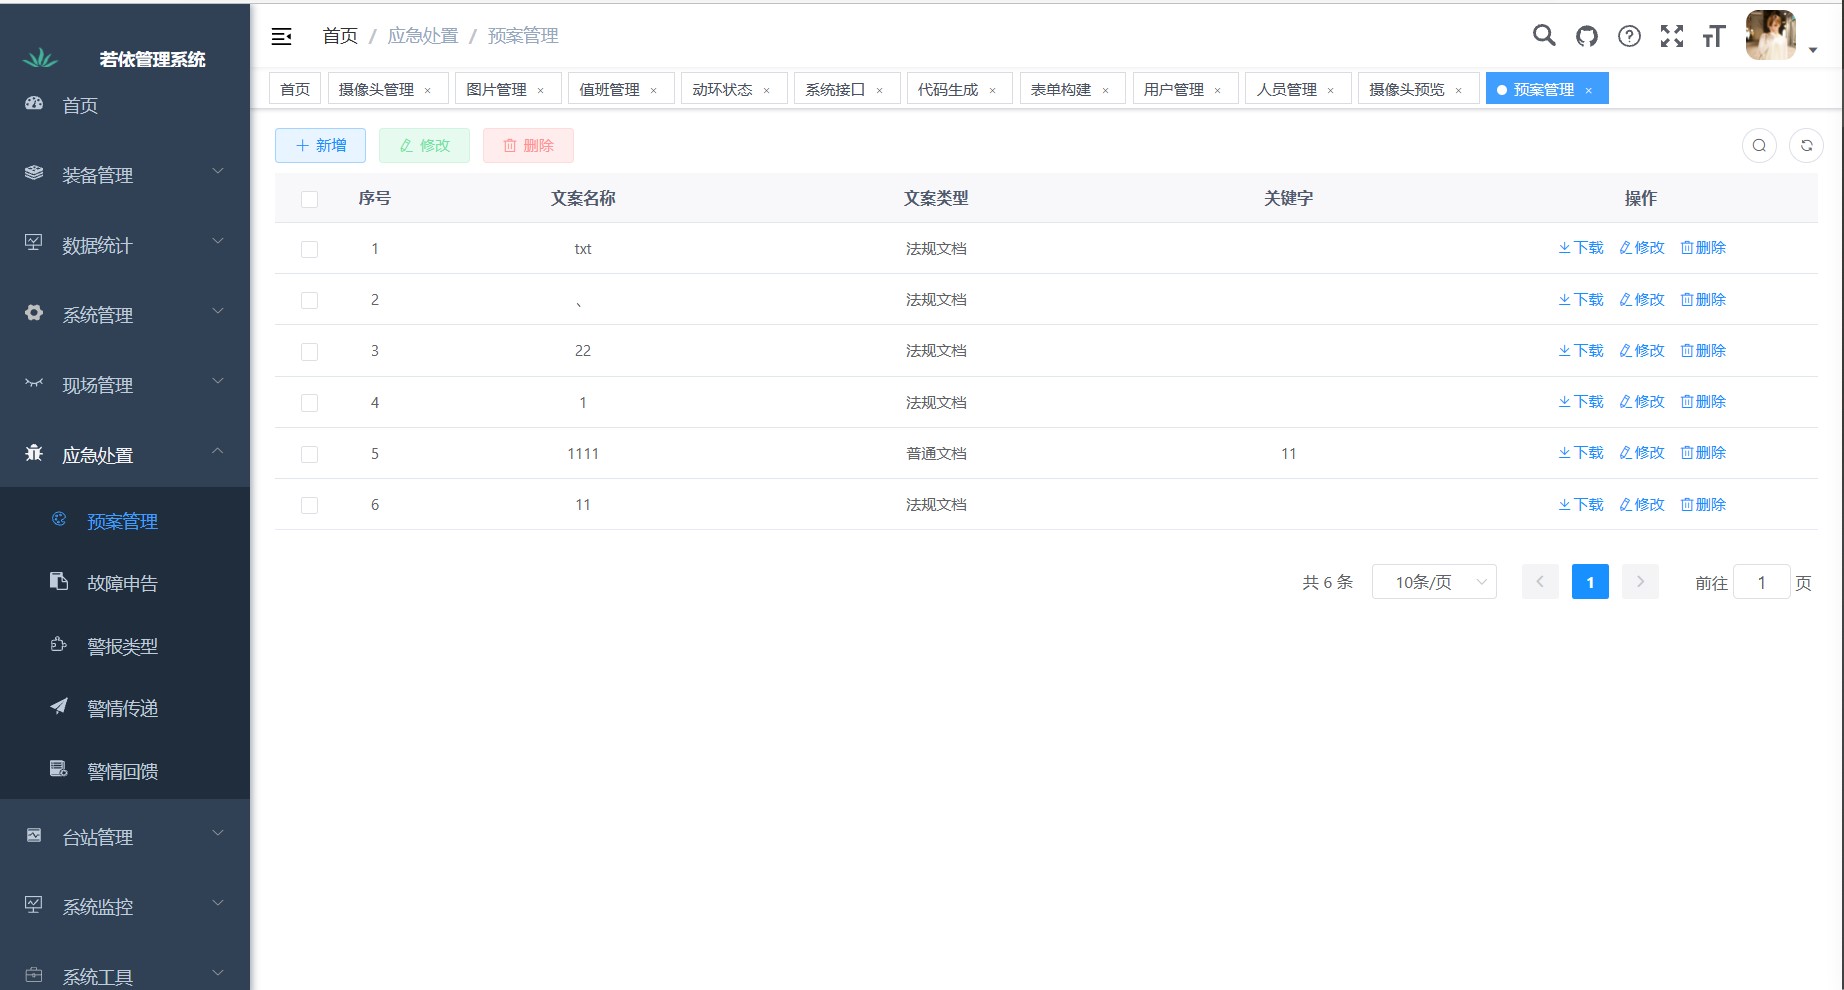 若依管理系统
首页
装备管理
数据统计
系统管理
现场管理
应急处置
预案管理
故障申告
警报类型
警情传递
警情回馈
台站管理
系统监控
系统工具
首页 / 应急处置 / 预案管理
首页 摄像头管理 × 图片管理 × 值班管理 × 动环状态 × 系统接口 × 代码生成 × 表单构建 × 用户管理 × 人员管理 × 摄像头预览 × 预案管理 ×
新增 修改 删除
序号 文案名称 文案类型 关键字 操作
1 txt 法规文档 下载 修改 删除
2 、 法规文档 下载 修改 删除
3 22 法规文档 下载 修改 删除
4 1 法规文档 下载 修改 删除
5 1111 普通文档 11 下载 修改 删除
6 11 法规文档 下载 修改 删除
共 6 条 10条/页 1 前往 1 页